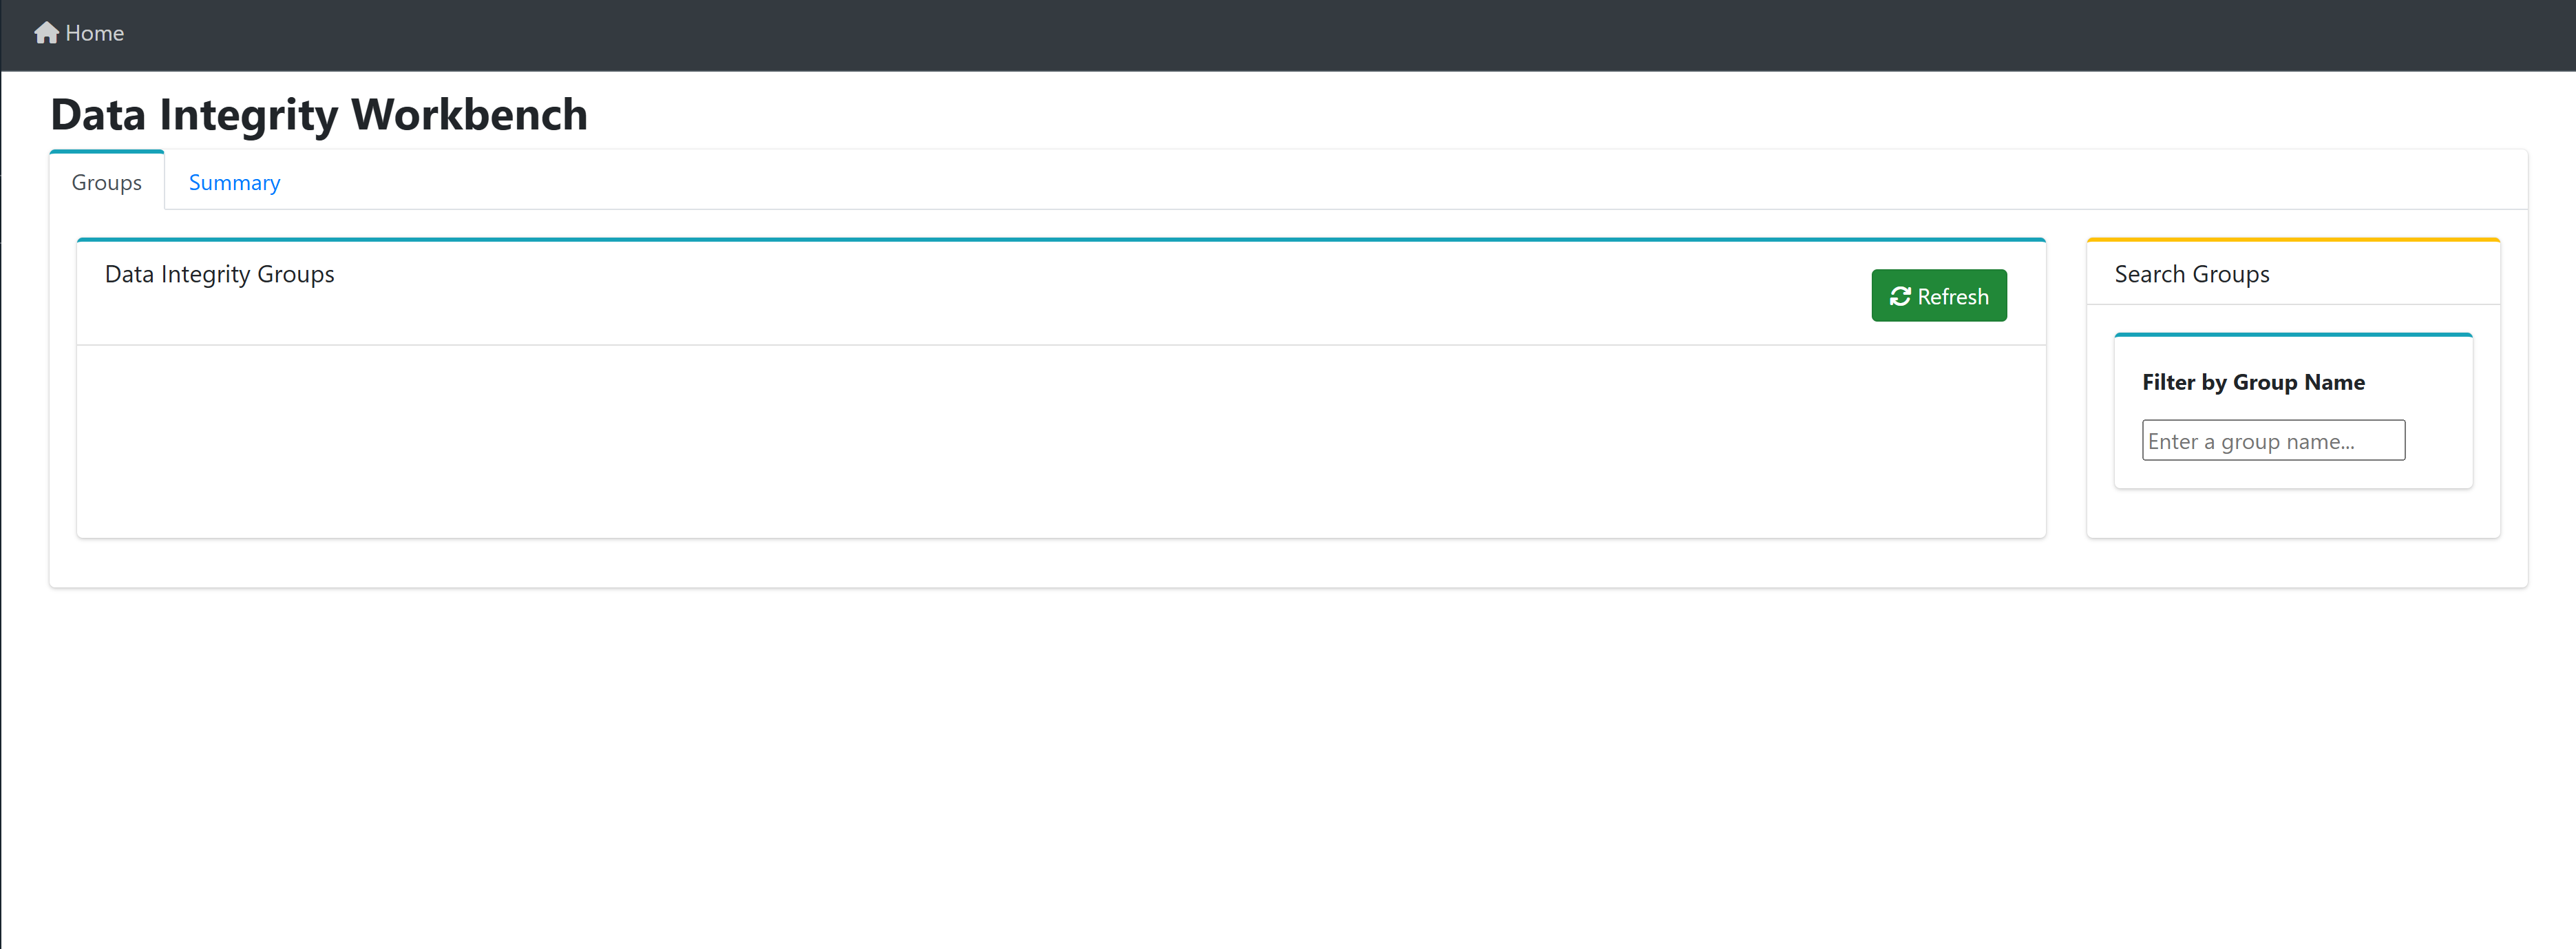 Home
Data Integrity Workbench
Groups
Summary
Data Integrity Groups
Refresh
Search Groups
Filter by Group Name
Enter a group name...